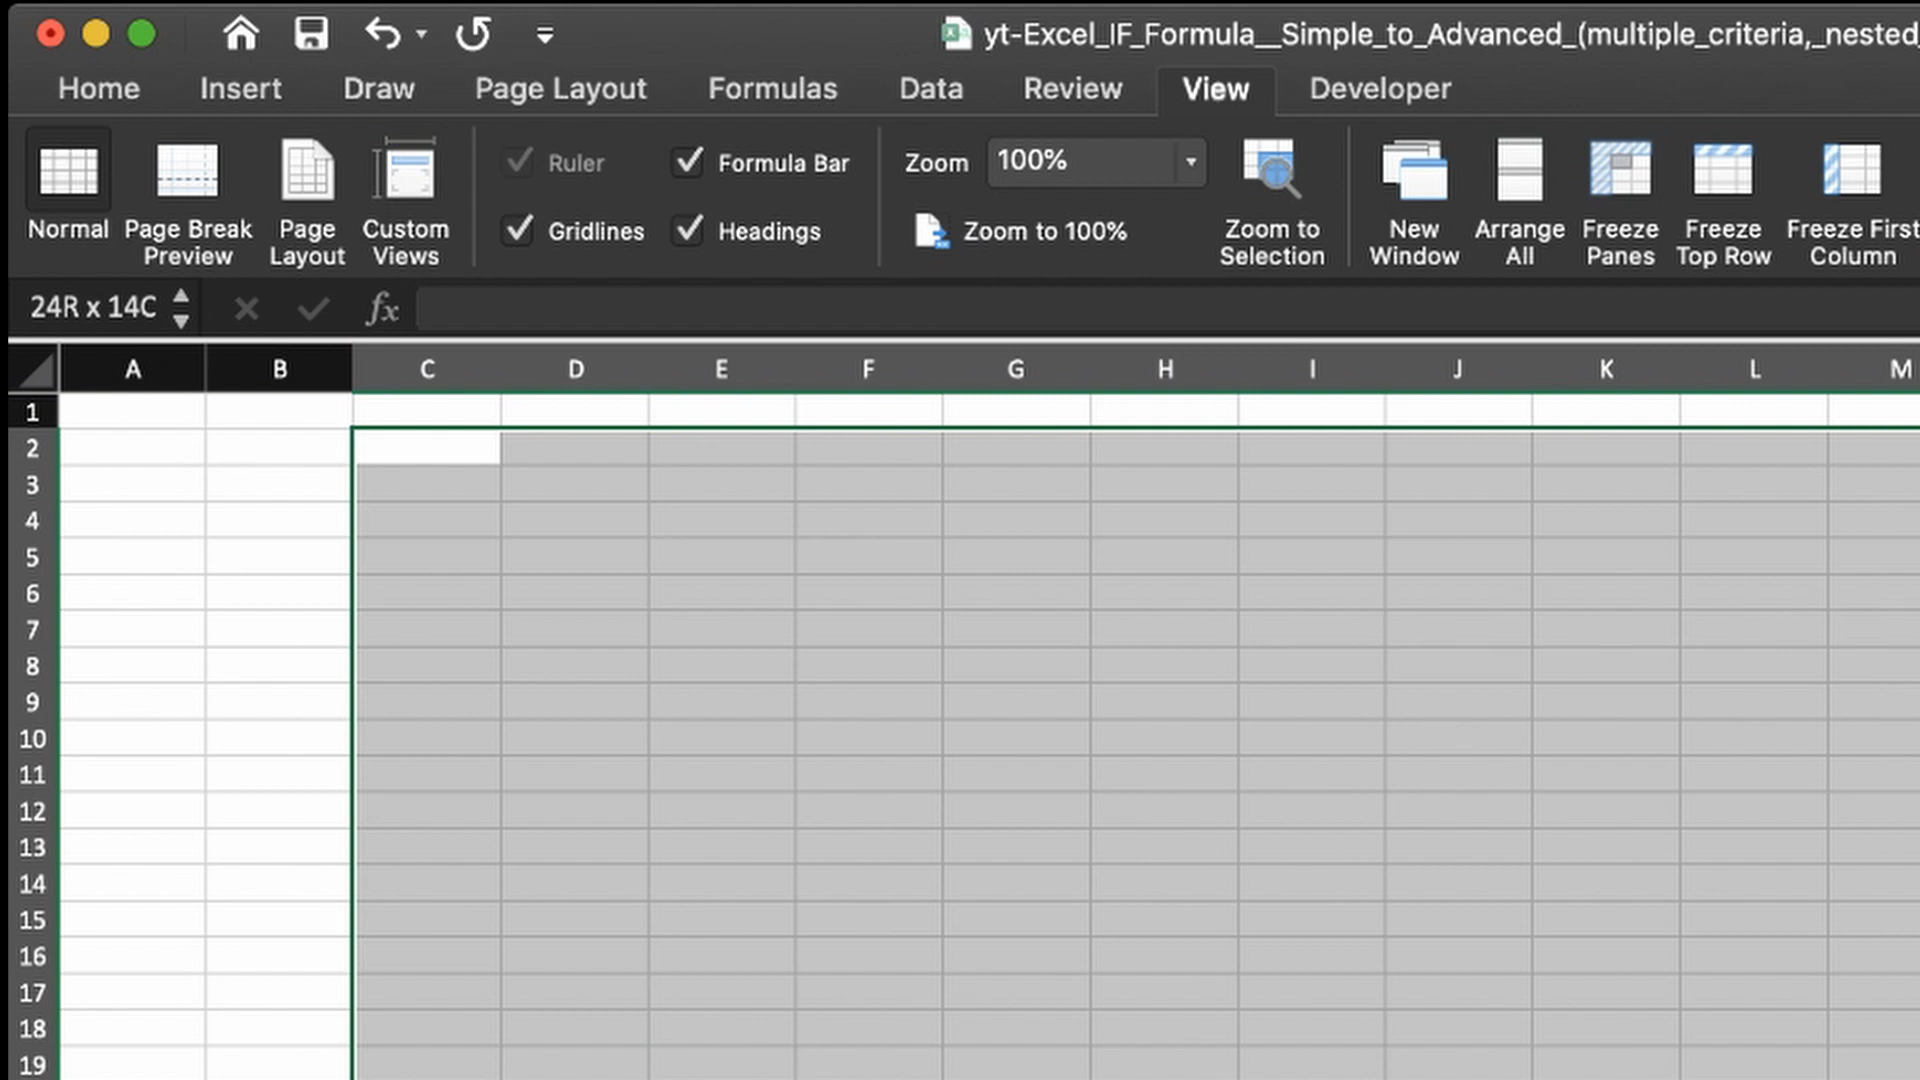 yt-Excel_IF_Formula__Simple_to_Advanced_(multiple_criteria,_nested_
Home Insert Draw Page Layout Formulas Data Review View Developer
Normal
Page Break
Preview
Page
Layout
Custom
Views
Ruler
Formula Bar
Gridlines
Headings
Zoom 100%
Zoom to 100%
Zoom to
Selection
New
Window
Arrange
All
Freeze
Panes
Freeze
Top Row
Freeze First
Column
24R x 14C
fx
A B C D E F G H I J K L M
1
2
3
4
5
6
7
8
9
10
11
12
13
14
15
16
17
18
19